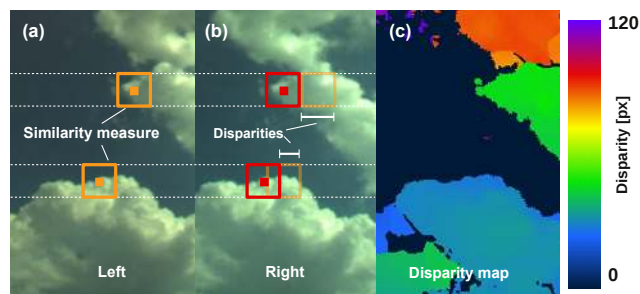 (a)
(b)
(c)
120
Similarity measure
Disparities
Disparity [px]
Left
Right
Disparity map
0